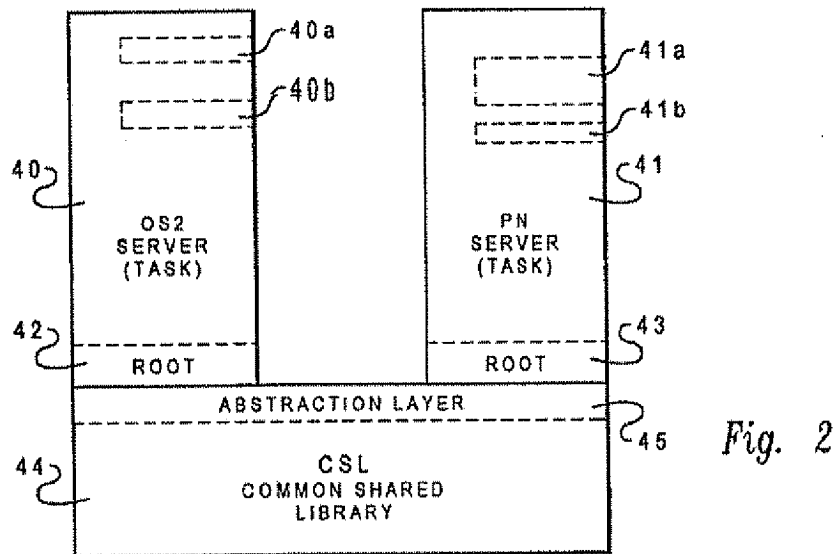 40a
40b
41a
41b
40
41
OS2
SERVER
(TASK)
PN
SERVER
(TASK)
42
43
ROOT
ROOT
ABSTRACTION LAYER
45
Fig. 2
44
CSL
COMMON SHARED
LIBRARY